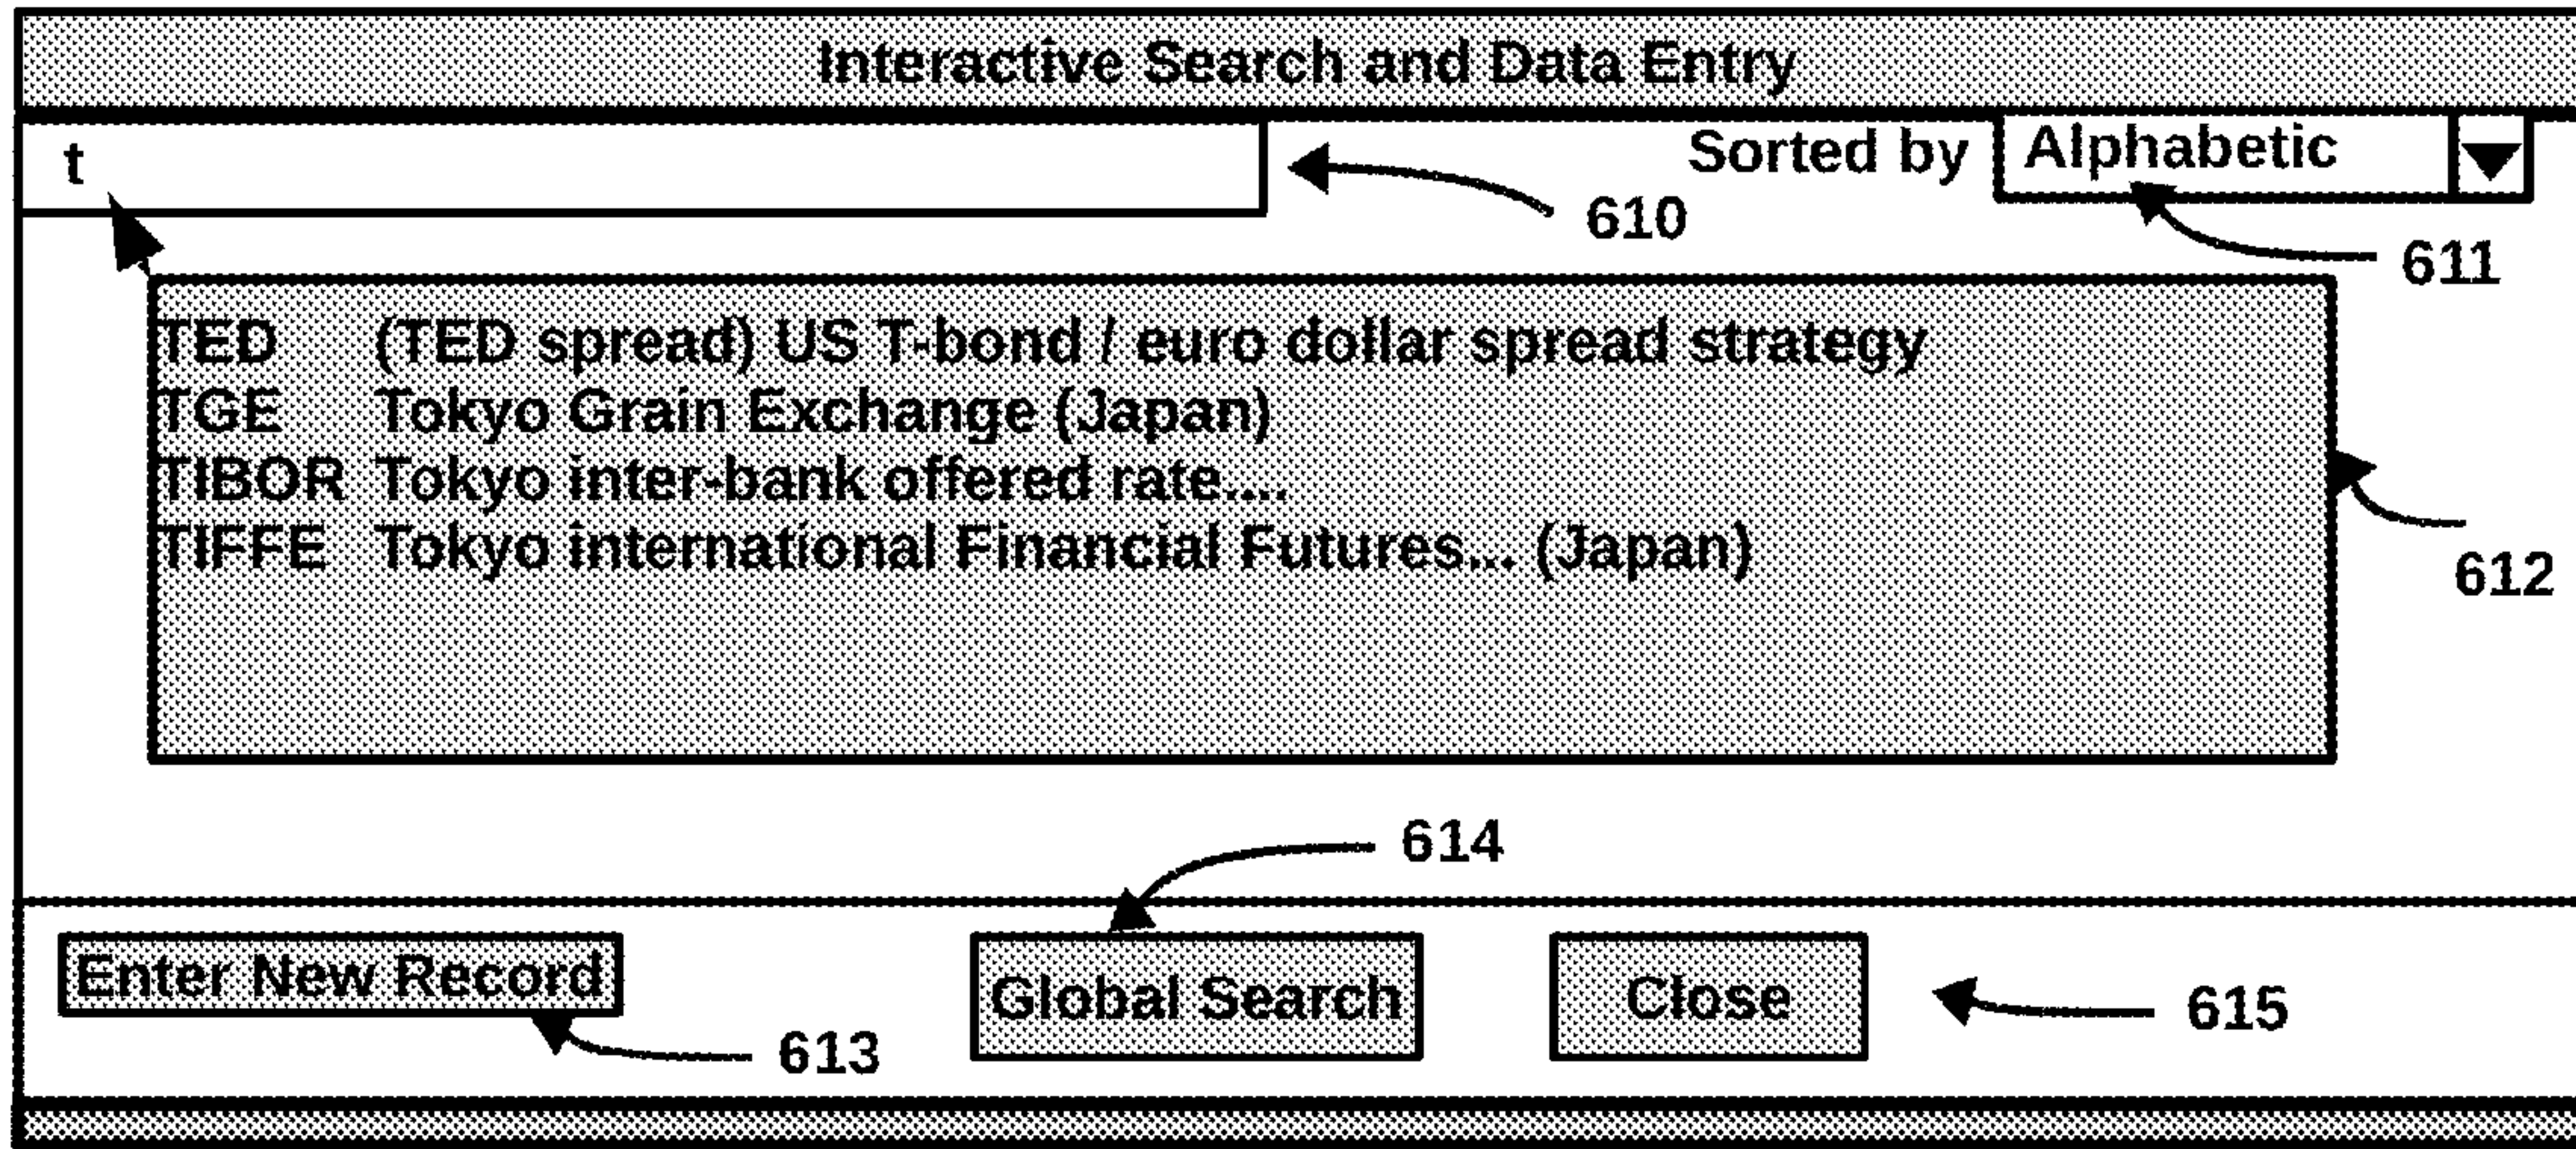 Interactive Search and Data Entry
t
Sorted by Alphabetic
610
611
TED (TED spread) US T-bond / euro dollar spread strategy
TGE Tokyo Grain Exchange (Japan)
TIBOR Tokyo inter-bank offered rate....
TIFFE Tokyo international Financial Futures... (Japan)
612
614
Enter New Record
Global Search
Close
615
613